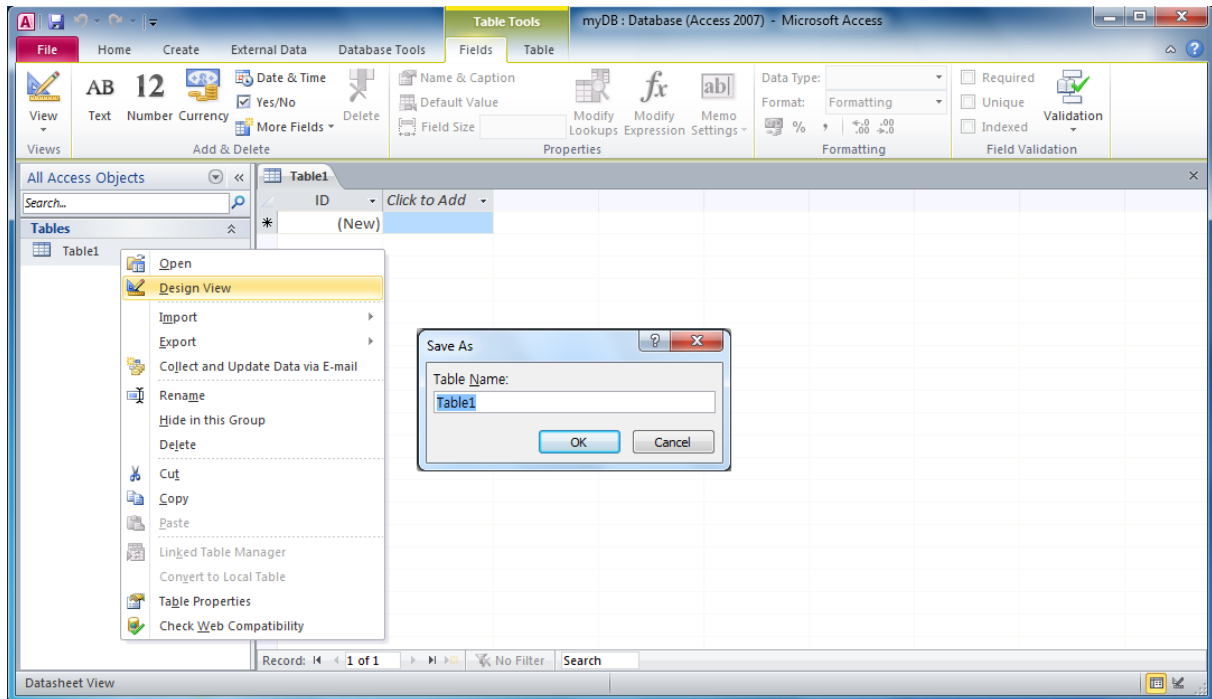 Table Tools myDB : Database (Access 2007) - Microsoft Access
File Home Create External Data Database Tools Fields Table
View
Views
AB Text
12 Number
Currency
Date & Time
Yes/No
More Fields
Delete
Add & Delete
Name & Caption
Default Value
Field Size
Modify Lookups
fx Modify Expression
ab| Memo Settings
Properties
Data Type:
Format: Formatting
% , .0 .00 .00 .0
Formatting
Required
Unique
Indexed
Validation
Field Validation
All Access Objects
Search...
Tables
Table1
Table1
ID Click to Add
(New)
Open
Design View
Import
Export
Collect and Update Data via E-mail
Rename
Hide in this Group
Delete
Cut
Copy
Paste
Linked Table Manager
Convert to Local Table
Table Properties
Check Web Compatibility
Save As
Table Name:
Table1
OK Cancel
Record: 1 of 1 No Filter Search
Datasheet View